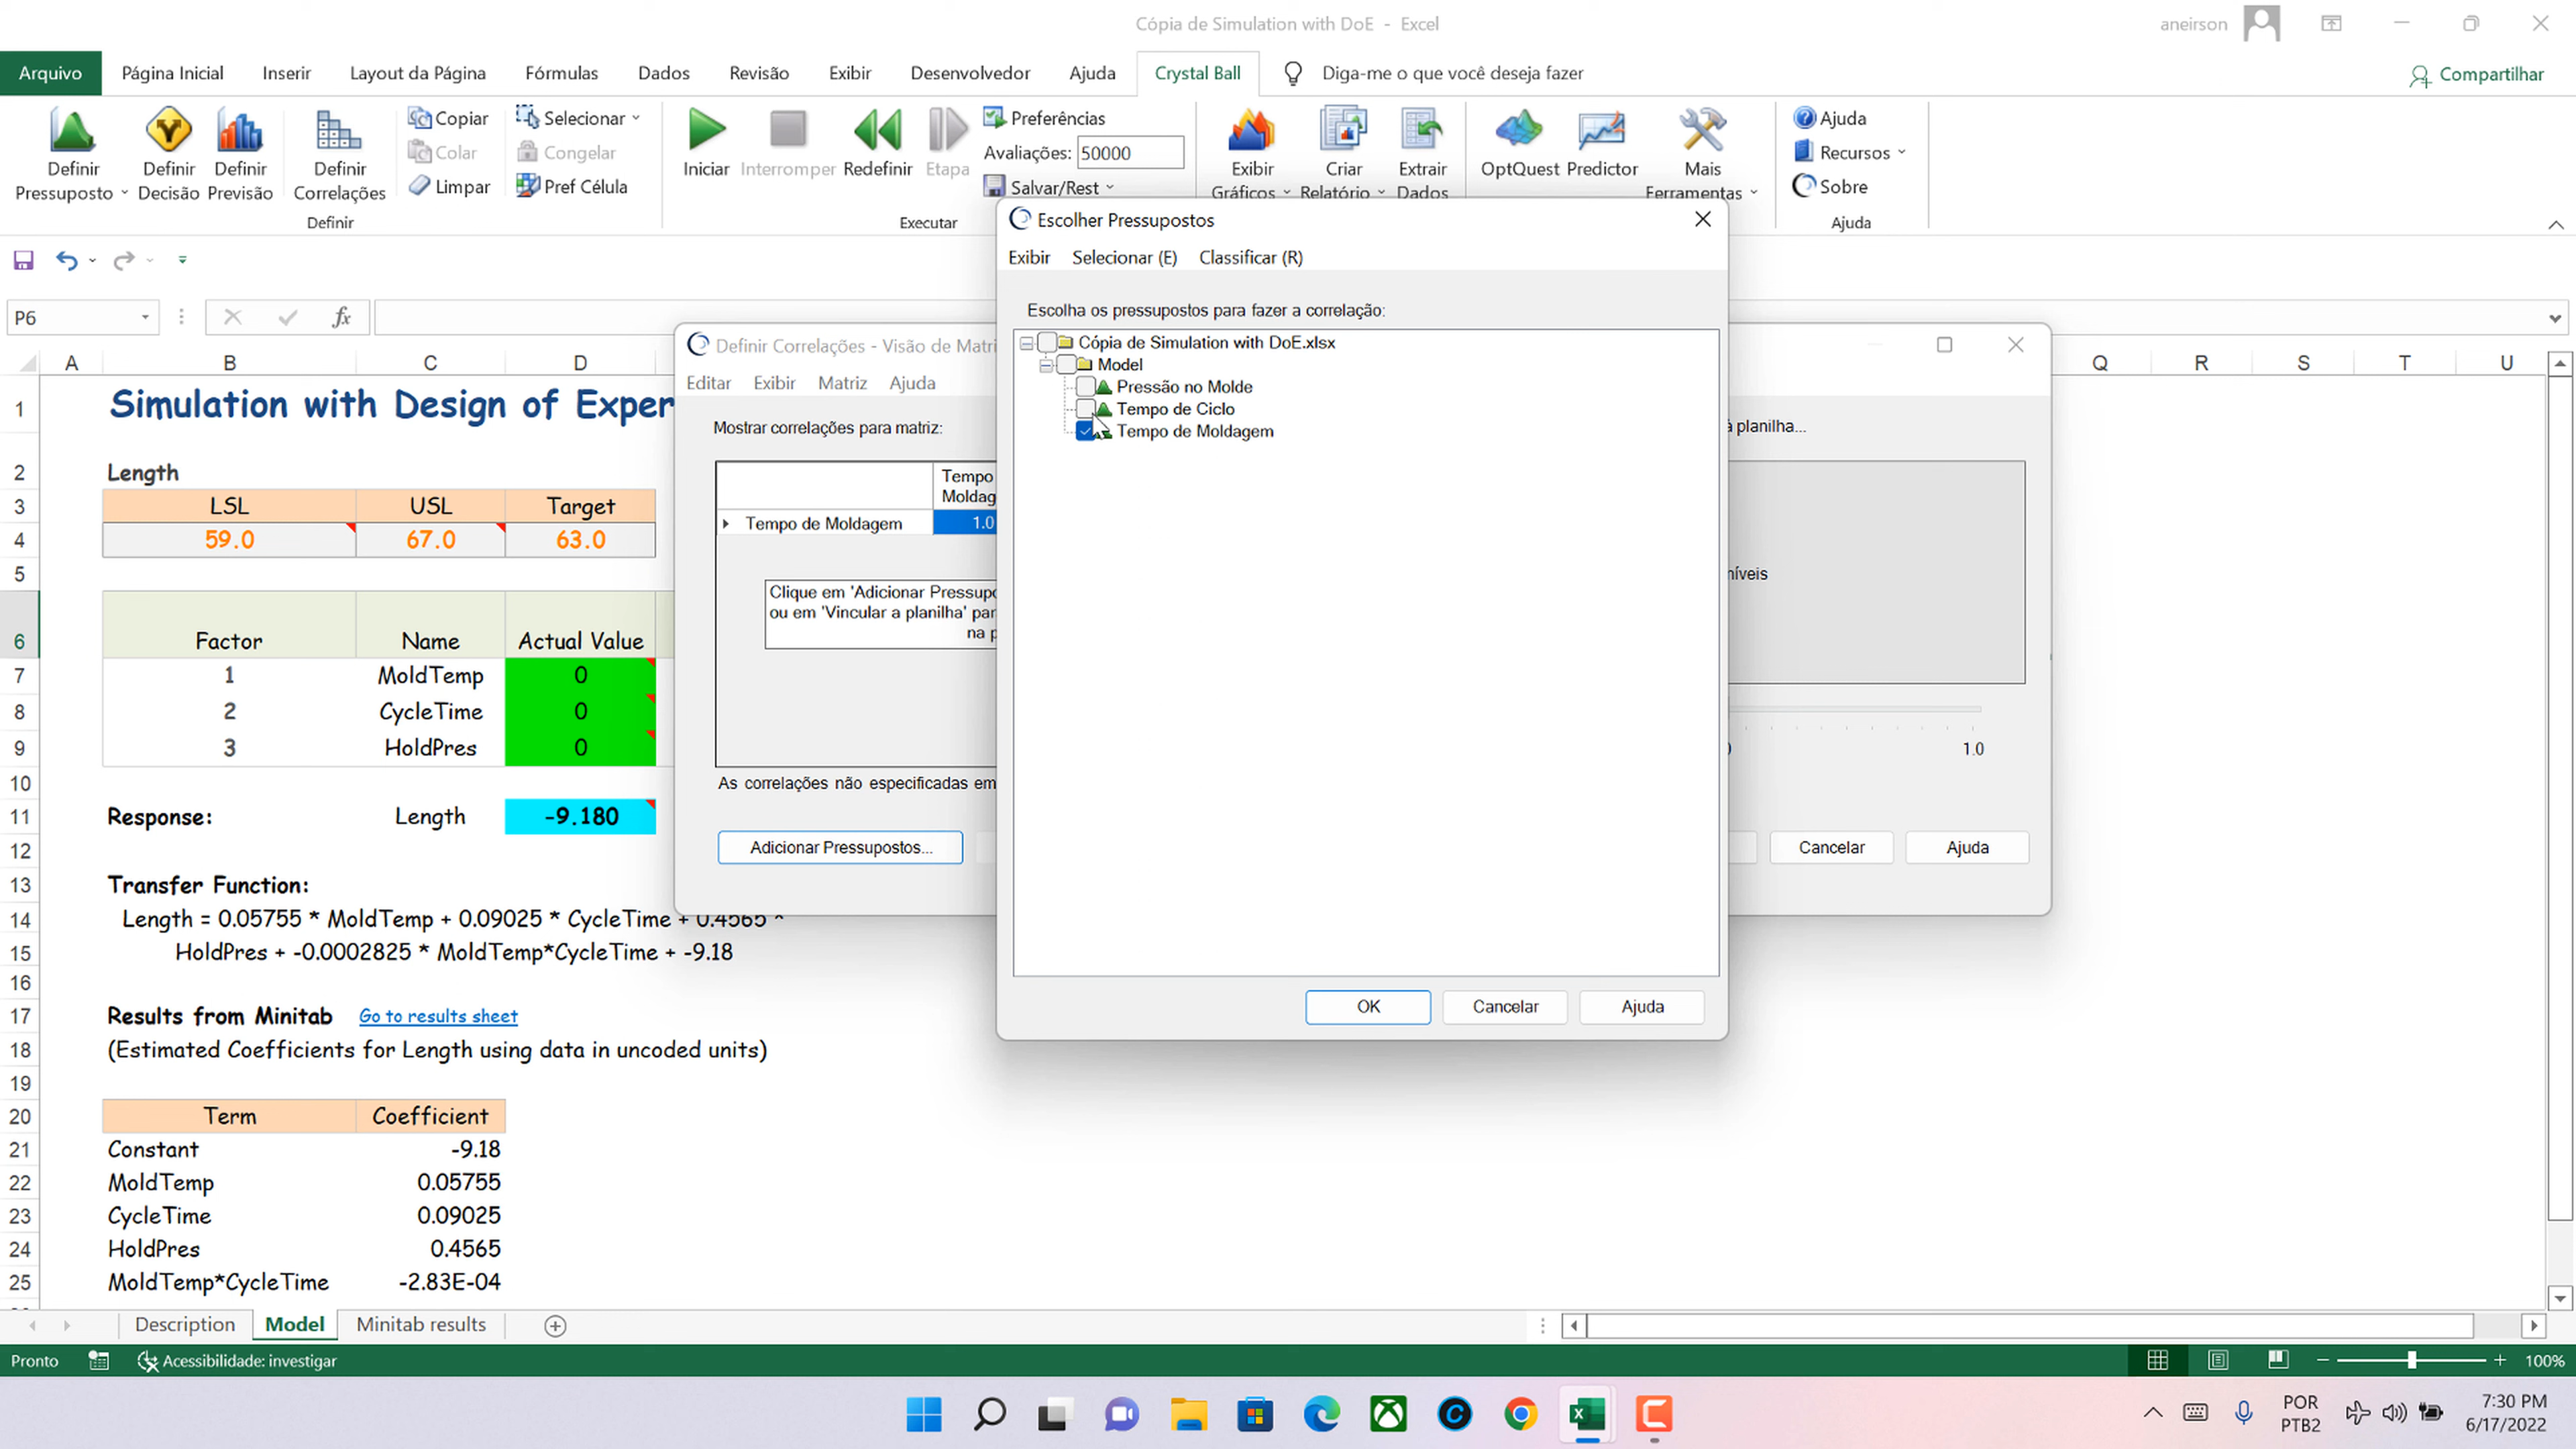 Cópia de Simulation with DoE - Excel
aneirson
Arquivo Página Inicial Inserir Layout da Página Fórmulas Dados Revisão Exibir Desenvolvedor Ajuda Crystal Ball Diga-me o que você deseja fazer Compartilhar
Definir Pressuposto
Definir Decisão
Definir Previsão
Definir Correlações
Copiar
Colar
Limpar
Selecionar
Congelar
Pref Célula
Definir
Iniciar
Interromper
Redefinir
Etapa
Preferências
Avaliações: 50000
Salvar/Rest
Executar
Exibir Gráficos
Criar Relatório
Extrair Dados
OptQuest
Predictor
Mais Ferramentas
Ajuda
Recursos
Sobre
Ajuda
P6
fx
A B C D Q R S T U
1 Simulation with Design of Exper
2 Length
3 LSL USL Target
4 59.0 67.0 63.0
5
6 Factor Name Actual Value
7 1 MoldTemp 0
8 2 CycleTime 0
9 3 HoldPres 0
10
11 Response: Length -9.180
12
13 Transfer Function:
14 Length = 0.05755 * MoldTemp + 0.09025 * CycleTime + 0.4565 *
15 HoldPres + -0.0002825 * MoldTemp*CycleTime + -9.18
16
17 Results from Minitab Go to results sheet
18 (Estimated Coefficients for Length using data in uncoded units)
19
20 Term Coefficient
21 Constant -9.18
22 MoldTemp 0.05755
23 CycleTime 0.09025
24 HoldPres 0.4565
25 MoldTemp*CycleTime -2.83E-04
Definir Correlações - Visão de Matri
Editar Exibir Matriz Ajuda
Mostrar correlações para matriz:
Tempo
Moldag
Tempo de Moldagem 1.0
Clique em 'Adicionar Pressupo
ou em 'Vincular a planilha' par
na p
As correlações não especificadas em
Adicionar Pressupostos...
à planilha...
níveis
1.0
Cancelar Ajuda
Escolher Pressupostos
Exibir Selecionar (E) Classificar (R)
Escolha os pressupostos para fazer a correlação:
Cópia de Simulation with DoE.xlsx
Model
Pressão no Molde
Tempo de Ciclo
Tempo de Moldagem
OK Cancelar Ajuda
Description Model Minitab results
Pronto Acessibilidade: investigar 100%
POR
PTB2
7:30 PM
6/17/2022